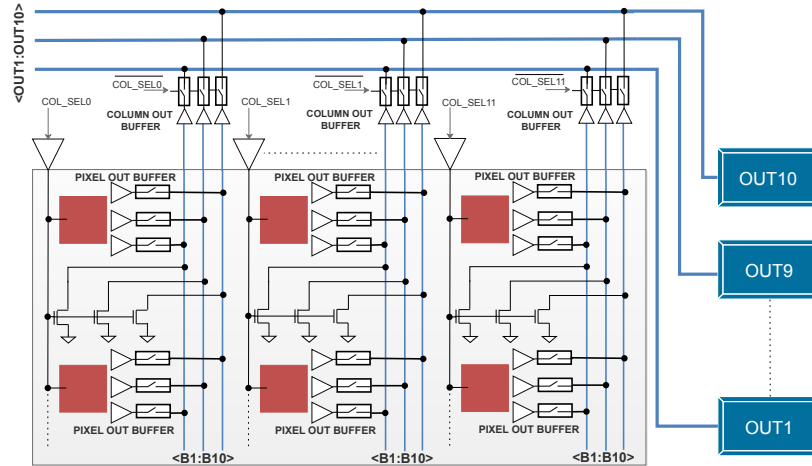 <OUT1:OUT10>
COL_SEL0
COL_SEL0
COLUMN OUT
BUFFER
COL_SEL1
COL_SEL1
COLUMN OUT
BUFFER
COL_SEL11
COL_SEL11
COLUMN OUT
BUFFER
PIXEL OUT BUFFER
PIXEL OUT BUFFER
PIXEL OUT BUFFER
OUT10
OUT9
OUT1
PIXEL OUT BUFFER
PIXEL OUT BUFFER
PIXEL OUT BUFFER
<B1:B10>
<B1:B10>
<B1:B10>